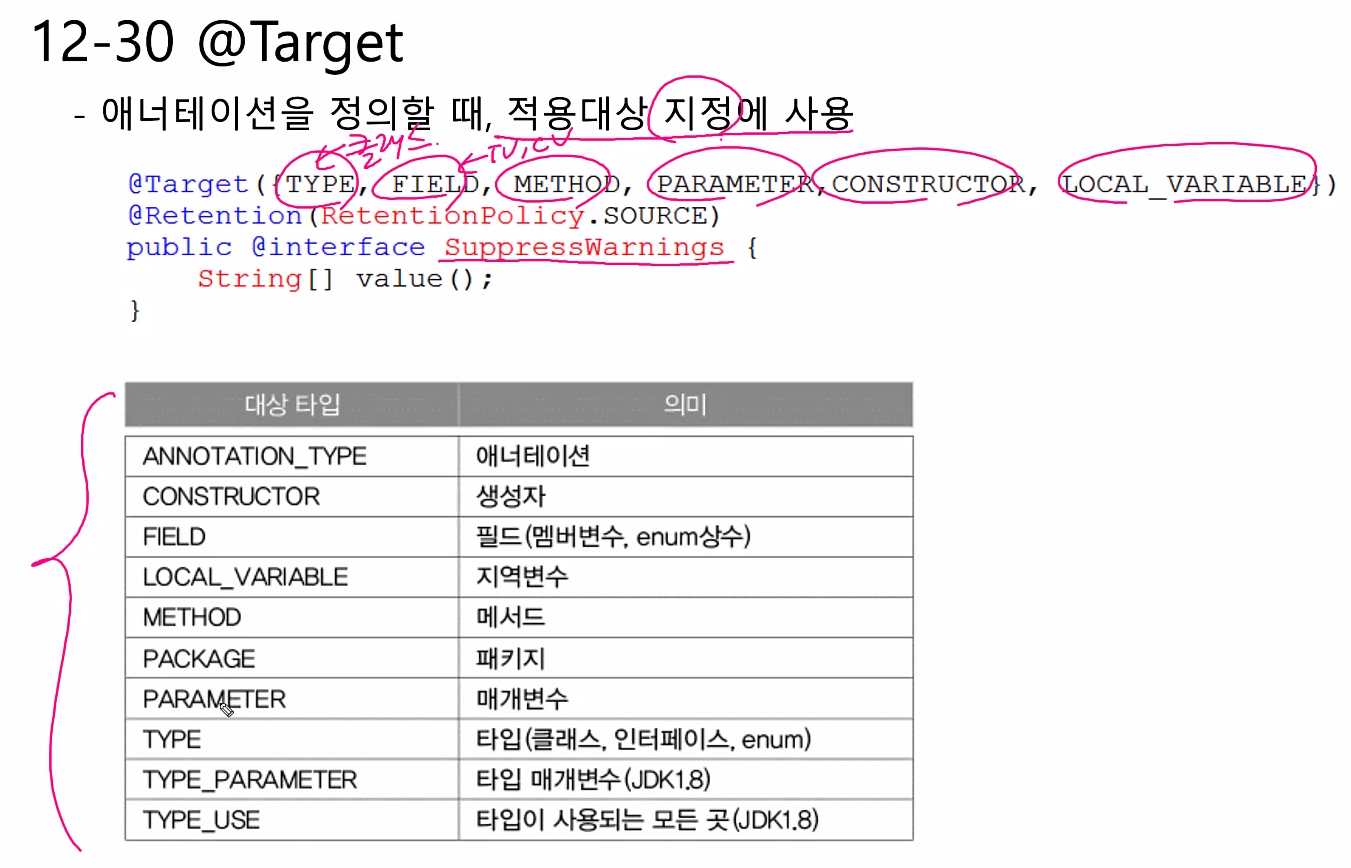 12-30 @Target
- 애너테이션을 정의할 때, 적용대상 지정에 사용
클래스. TV, CV
@Target({TYPE, FIELD, METHOD, PARAMETER,CONSTRUCTOR, LOCAL_VARIABLE})
@Retention(RetentionPolicy.SOURCE)
public @interface SuppressWarnings {
String[] value();
}
대상 타입 의미
ANNOTATION_TYPE 애너테이션
CONSTRUCTOR 생성자
FIELD 필드(멤버변수, enum상수)
LOCAL_VARIABLE 지역변수
METHOD 메서드
PACKAGE 패키지
PARAMETER 매개변수
TYPE 타입(클래스, 인터페이스, enum)
TYPE_PARAMETER 타입 매개변수(JDK1.8)
TYPE_USE 타입이 사용되는 모든 곳(JDK1.8)